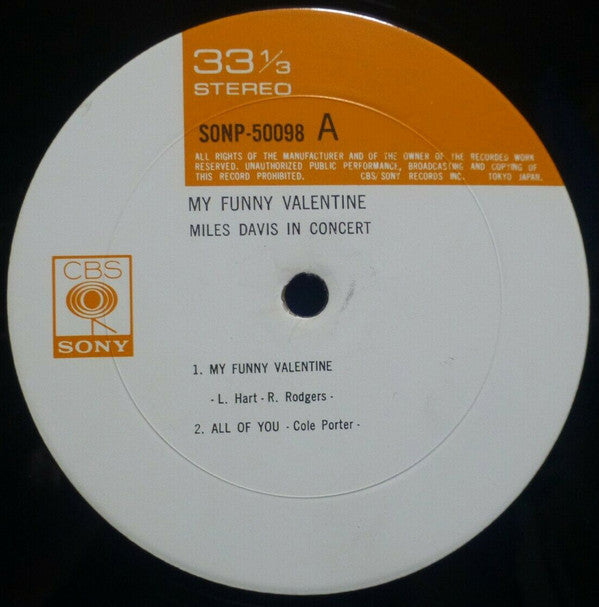 33 1/3
STEREO
SONP-50098 A
ALL RIGHTS OF THE MANUFACTURER AND OF THE OWNER OF THE RECORDED WORK
RESERVED. UNAUTHORIZED PUBLIC PERFORMANCE, BROADCASTING AND COPYING OF
THIS RECORD PROHIBITED. CBS/SONY RECORDS INC. TOKYO JAPAN.
MY FUNNY VALENTINE
MILES DAVIS IN CONCERT
CBS
SONY
1. MY FUNNY VALENTINE
- L. Hart - R. Rodgers -
2. ALL OF YOU - Cole Porter -